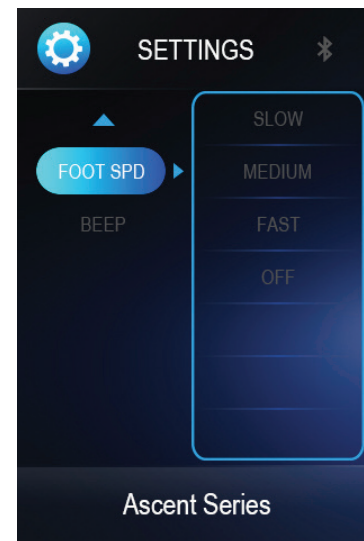 SETTINGS
FOOT SPD
BEEP
SLOW
MEDIUM
FAST
OFF
Ascent Series